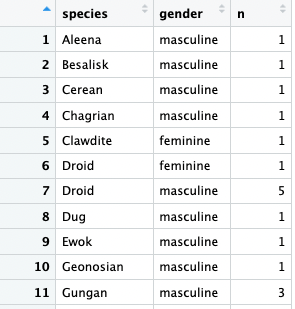 species gender n
1 Aleena masculine 1
2 Besalisk masculine 1
3 Cerean masculine 1
4 Chagrian masculine 1
5 Clawdite feminine 1
6 Droid feminine 1
7 Droid masculine 5
8 Dug masculine 1
9 Ewok masculine 1
10 Geonosian masculine 1
11 Gungan masculine 3